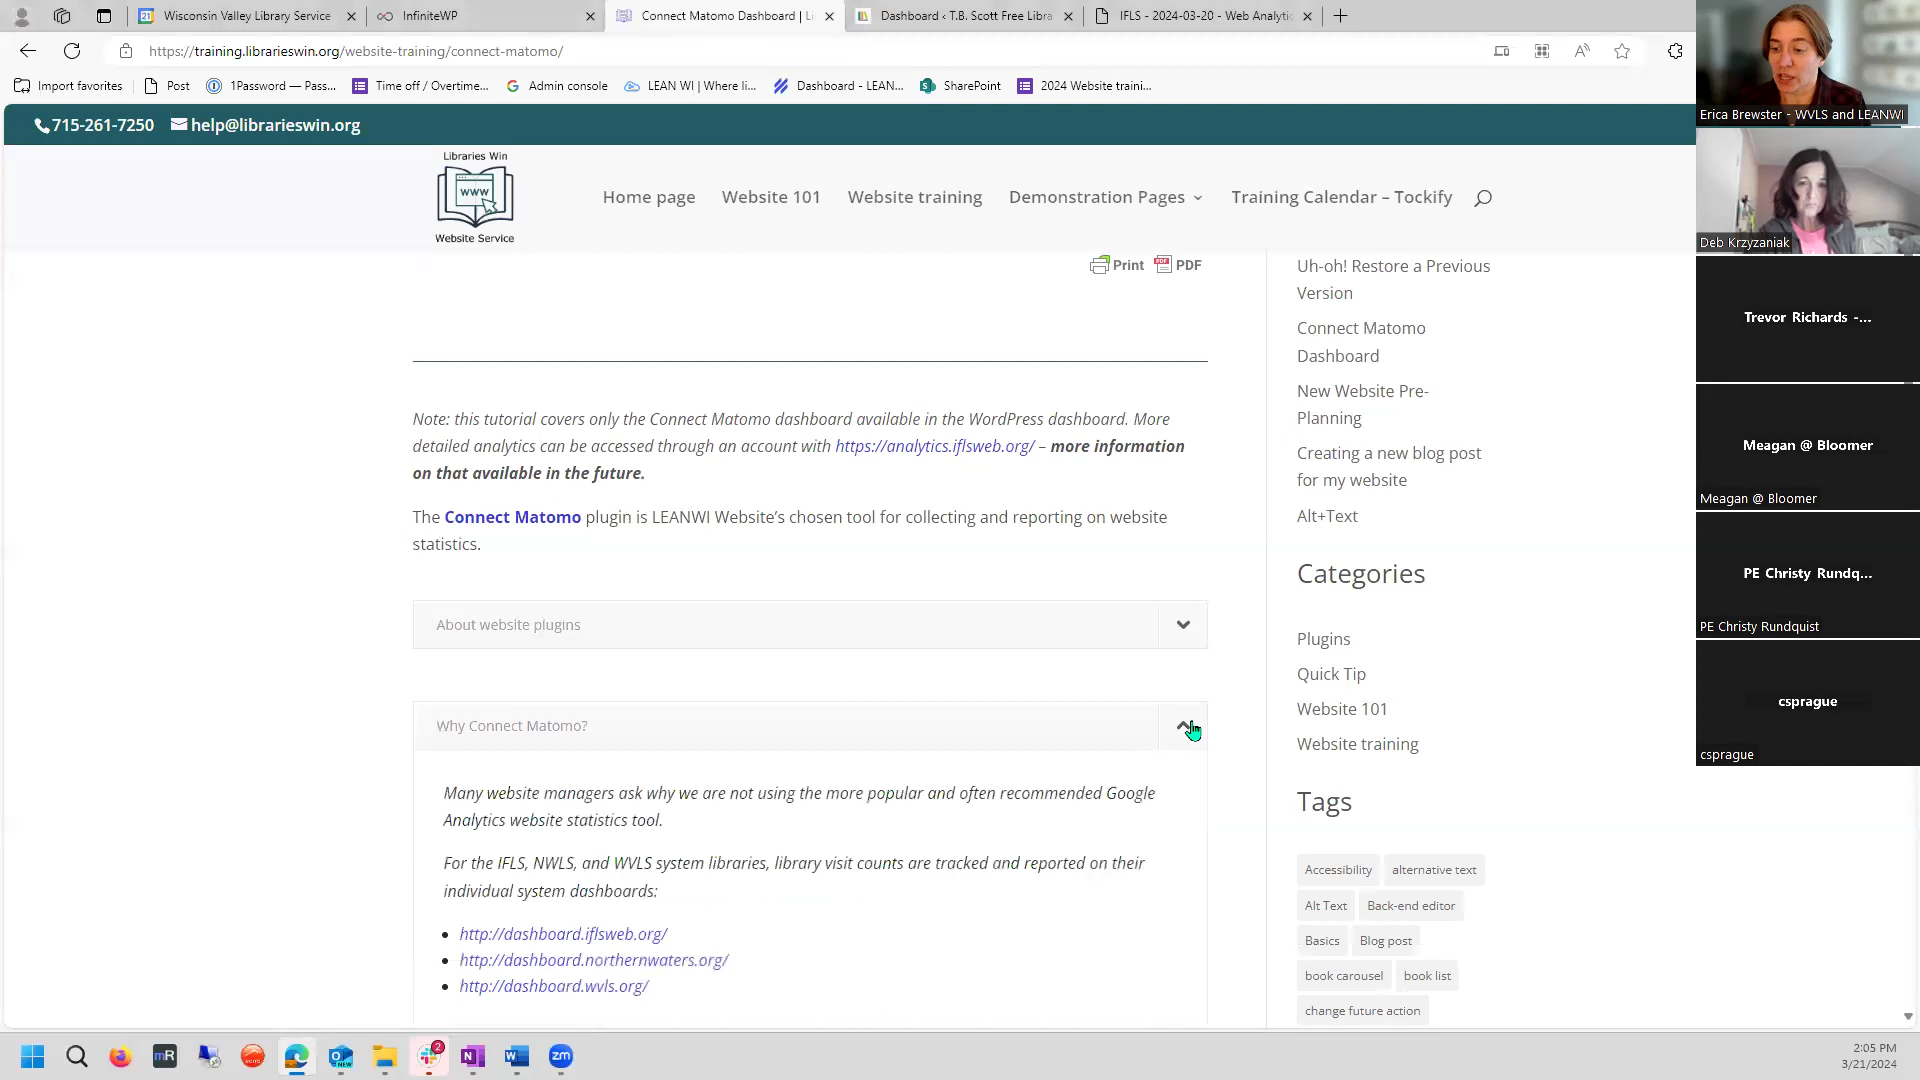 Wisconsin Valley Library Service
InfiniteWP
Connect Matomo Dashboard | Li
Dashboard ‹ T.B. Scott Free Libra
IFLS - 2024-03-20 - Web Analytic
https://training.librarieswin.org/website-training/connect-matomo/
Import favorites
Post
1Password — Pass...
Time off / Overtime...
Admin console
LEAN WI | Where li...
Dashboard - LEAN...
SharePoint
2024 Website traini...
715-261-7250
help@librarieswin.org
Libraries Win
WWW
Website Service
Home page
Website 101
Website training
Demonstration Pages
Training Calendar – Tockify
Print
PDF
Note: this tutorial covers only the Connect Matomo dashboard available in the WordPress dashboard. More
detailed analytics can be accessed through an account with https://analytics.iflsweb.org/ – more information
on that available in the future.
The Connect Matomo plugin is LEANWI Website's chosen tool for collecting and reporting on website
statistics.
About website plugins
Why Connect Matomo?
Many website managers ask why we are not using the more popular and often recommended Google
Analytics website statistics tool.
For the IFLS, NWLS, and WVLS system libraries, library visit counts are tracked and reported on their
individual system dashboards:
http://dashboard.iflsweb.org/
http://dashboard.northernwaters.org/
http://dashboard.wvls.org/
Uh-oh! Restore a Previous
Version
Connect Matomo
Dashboard
New Website Pre-
Planning
Creating a new blog post
for my website
Alt+Text
Categories
Plugins
Quick Tip
Website 101
Website training
Tags
Accessibility
alternative text
Alt Text
Back-end editor
Basics
Blog post
book carousel
book list
change future action
Erica Brewster - WVLS and LEANWI
Deb Krzyzaniak
Trevor Richards -...
Meagan @ Bloomer
Meagan @ Bloomer
PE Christy Rundq...
PE Christy Rundquist
csprague
csprague
2:05 PM
3/21/2024